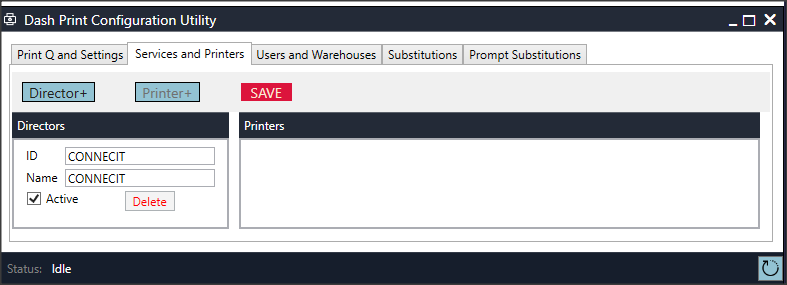 Dash Print Configuration Utility
Print Q and Settings Services and Printers Users and Warehouses Substitutions Prompt Substitutions
Director+ Printer+ SAVE
Directors Printers
ID CONNECIT
Name CONNECIT
Active Delete
Status: Idle